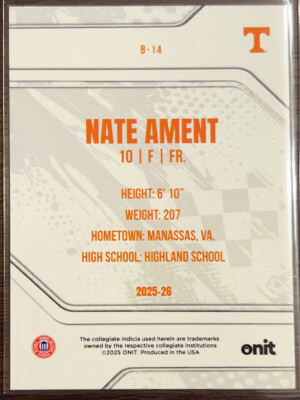 T
B-14
NATE AMENT
10 | F | FR.
HEIGHT: 6' 10"
WEIGHT: 207
HOMETOWN: MANASSAS, VA.
HIGH SCHOOL: HIGHLAND SCHOOL
2025-26
The collegiate indicia used herein are trademarks
owned by the respective collegiate institutions
©2025 ONIT. Produced in the USA
onit